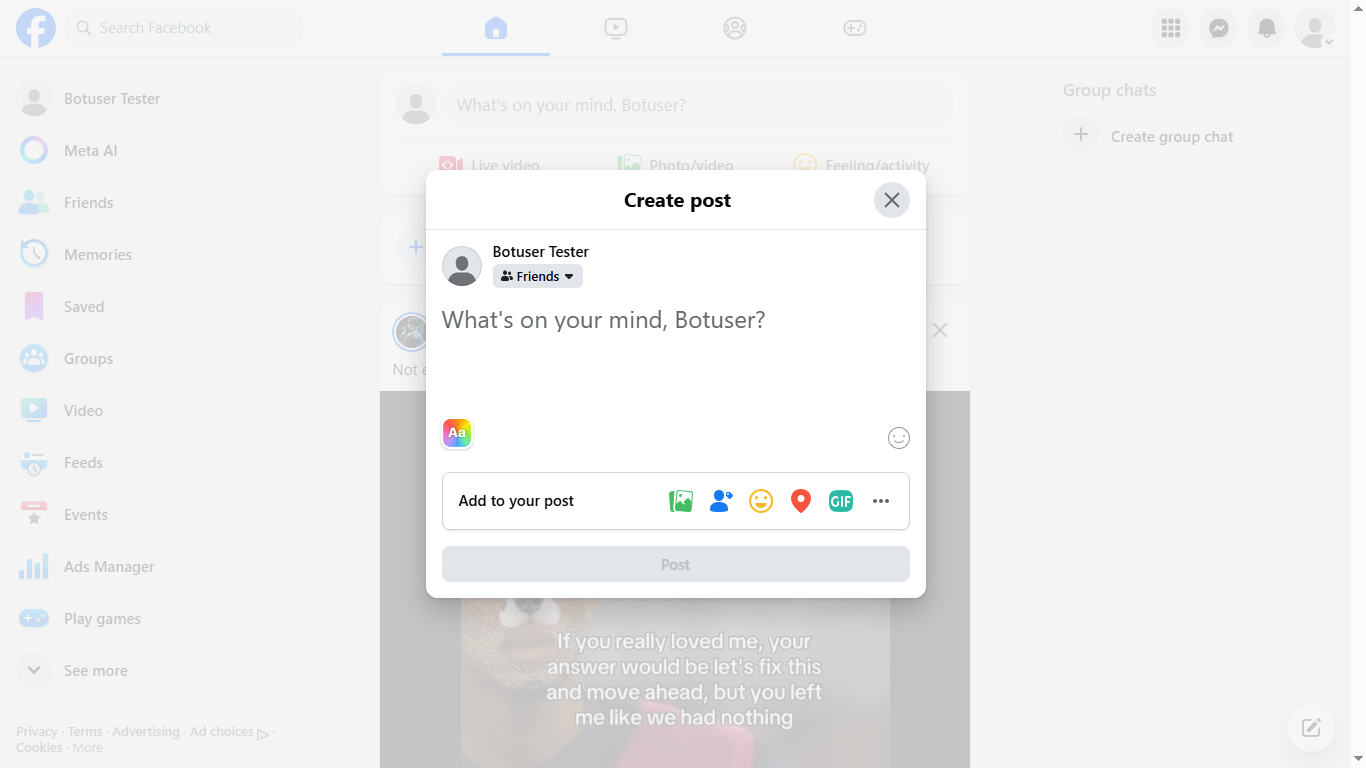 Search Facebook
Botuser Tester
Meta AI
Friends
Memories
Saved
Groups
Video
Feeds
Events
Ads Manager
Play games
See more
Privacy · Terms · Advertising · Ad choices ·
Cookies · More
What's on your mind, Botuser?
Live video
Photo/video
Feeling/activity
Not
Create post
Botuser Tester
Friends
What's on your mind, Botuser?
Aa
Add to your post
GIF
Post
If you really loved me, your
answer would be let's fix this
and move ahead, but you left
me like we had nothing
Group chats
Create group chat